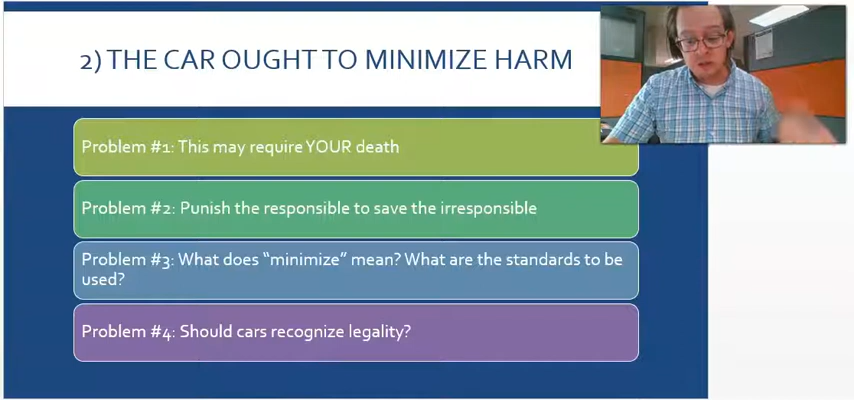 2) THE CAR OUGHT TO MINIMIZE HARM
Problem #1: This may require YOUR death
Problem #2: Punish the responsible to save the irresponsible
Problem #3: What does “minimize” mean? What are the standards to be
used?
Problem #4: Should cars recognize legality?